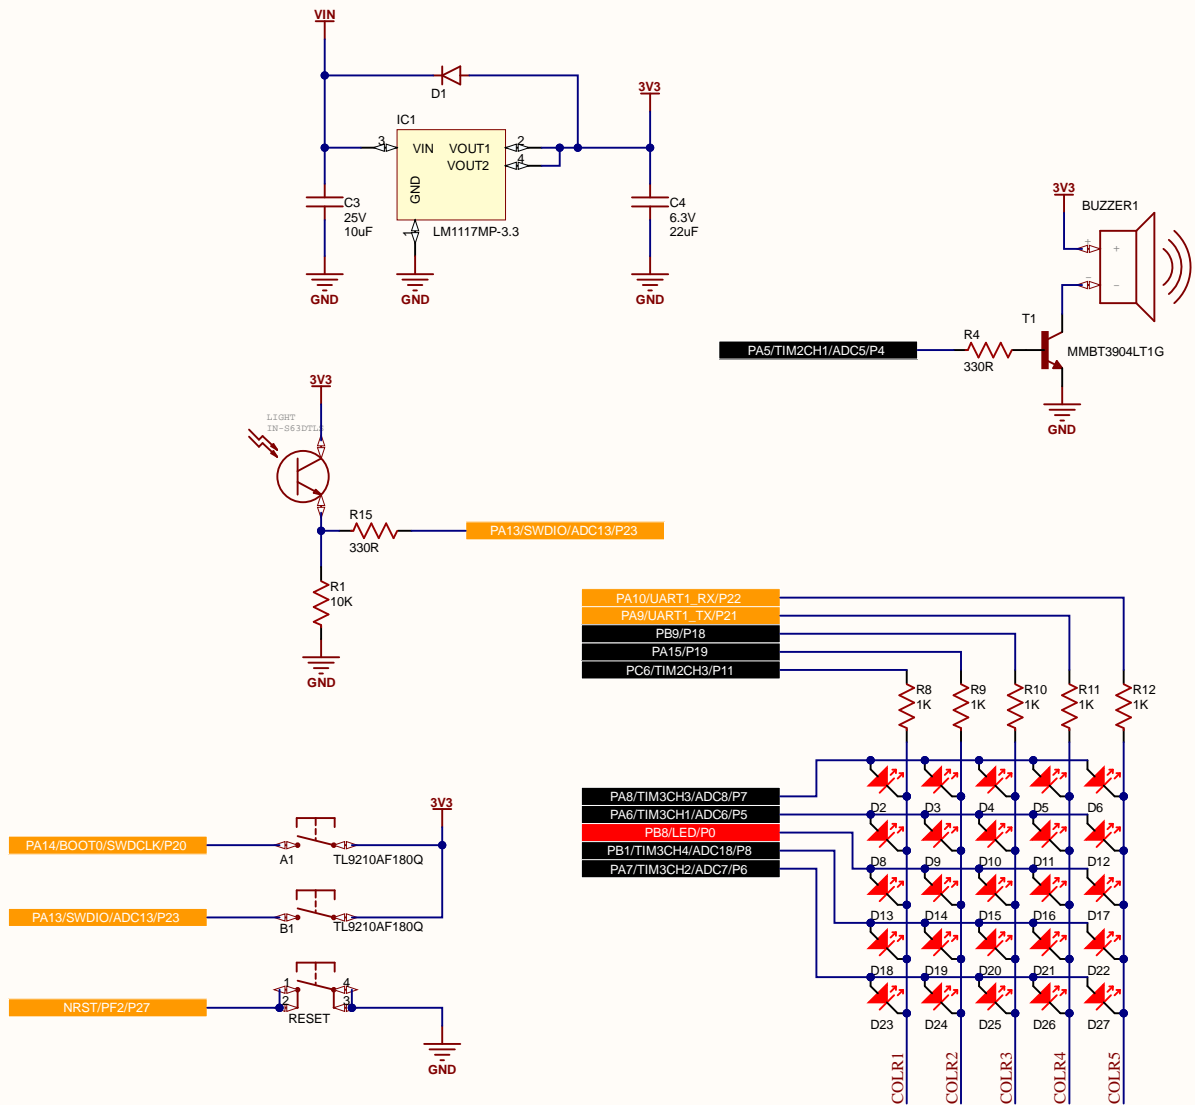 VIN
D1
3V3
IC1
3
VIN
VOUT1
2
VOUT2
4
GND
1
LM1117MP-3.3
C3
25V
10uF
C4
6.3V
22uF
GND
GND
GND
3V3
BUZZER1
+
+
-
-
T1
R4
330R
MMBT3904LT1G
PA5/TIM2CH1/ADC5/P4
GND
3V3
LIGHT
IN-S63DTLS
R15
330R
PA13/SWDIO/ADC13/P23
R1
10K
GND
PA10/UART1_RX/P22
PA9/UART1_TX/P21
PB9/P18
PA15/P19
PC6/TIM2CH3/P11
R8
1K
R9
1K
R10
1K
R11
1K
R12
1K
PA8/TIM3CH3/ADC8/P7
PA6/TIM3CH1/ADC6/P5
PB8/LED/P0
PB1/TIM3CH4/ADC18/P8
PA7/TIM3CH2/ADC7/P6
D2 D3 D4 D5 D6
D8 D9 D10 D11 D12
D13 D14 D15 D16 D17
D18 D19 D20 D21 D22
D23 D24 D25 D26 D27
COLR1
COLR2
COLR3
COLR4
COLR5
3V3
PA14/BOOT0/SWDCLK/P20
A1
TL9210AF180Q
PA13/SWDIO/ADC13/P23
B1
TL9210AF180Q
NRST/PF2/P27
1
2
4
3
RESET
GND